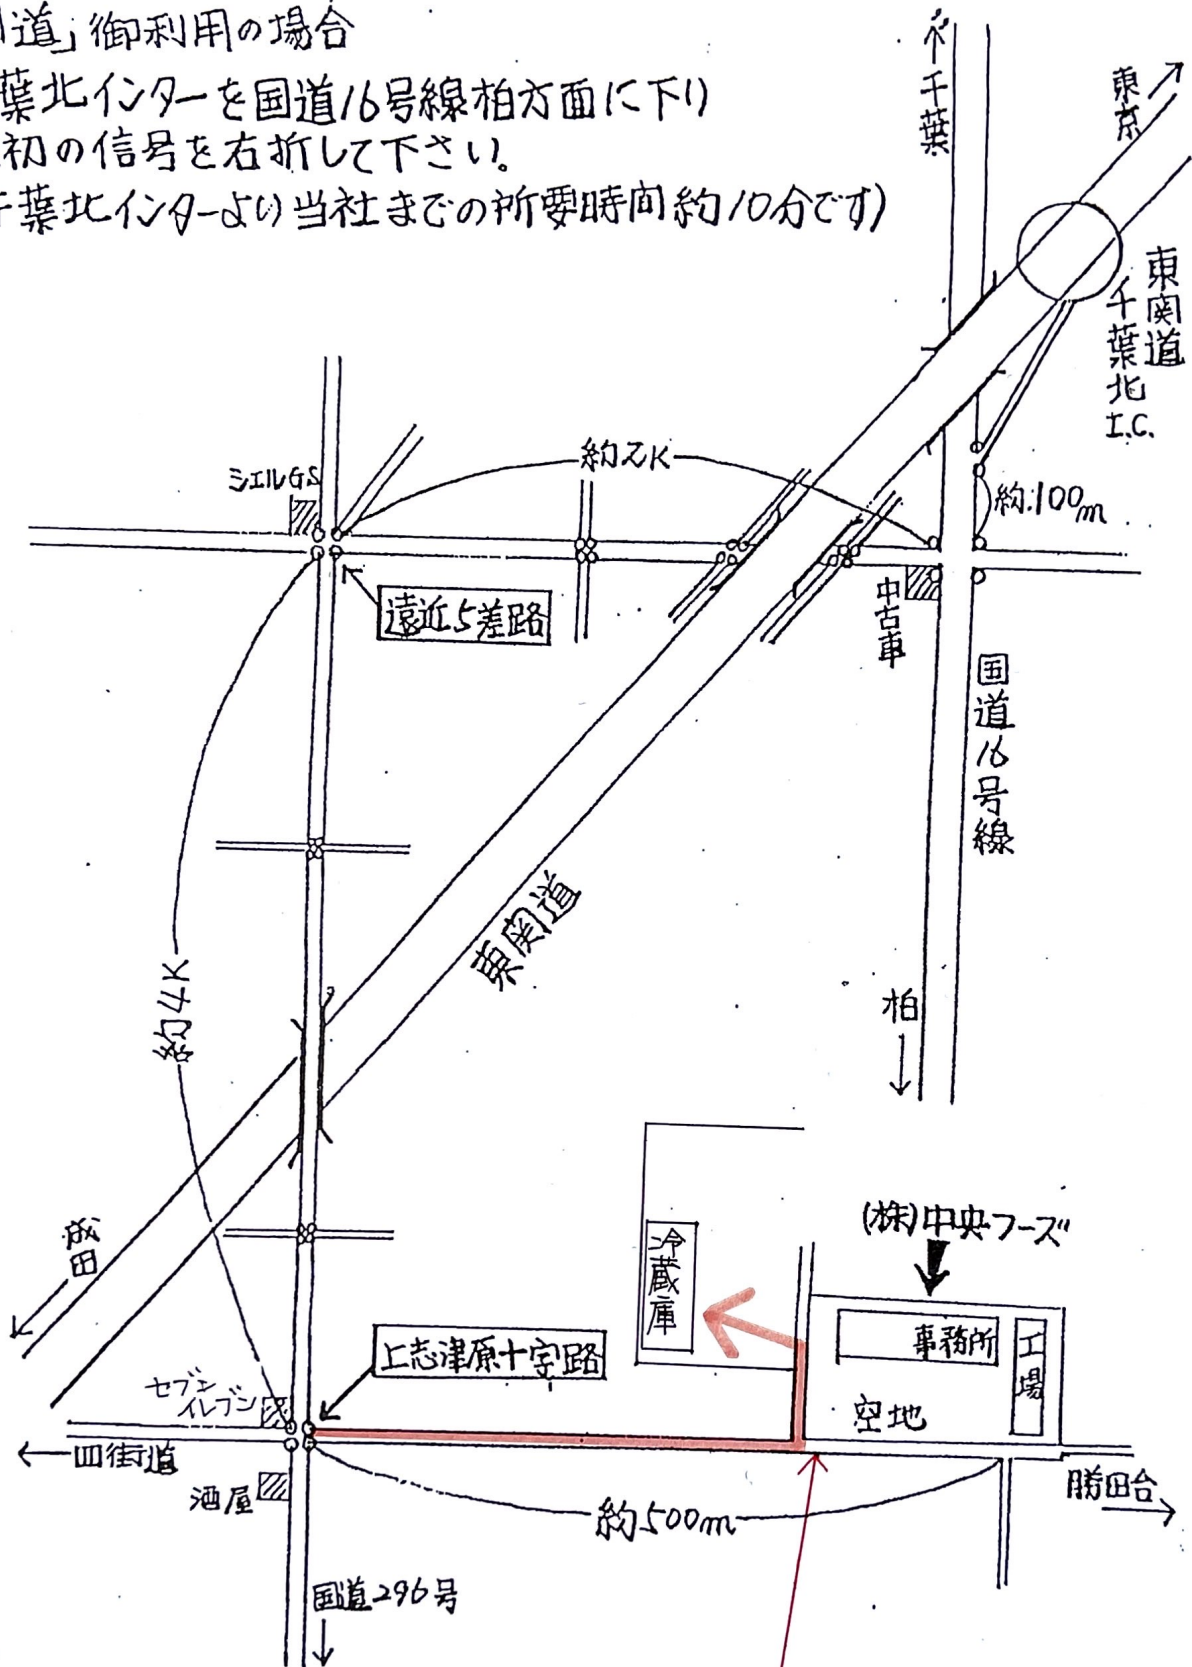 道」御利用の場合
葉北インターを国道16号線柏方面に下り
初の信号を右折して下さい。
千葉北インターより当社までの所要時間約10分です)
千葉
東京
東関道
千葉北I.C.
シェルGS
約2K
約100m
遠近5差路
中古車
国道16号線
東関道
約4K
柏
成田
(株)中央フーズ
冷蔵庫
事務所
工場
空地
上志津原十字路
セブン
イレブン
四街道
酒屋
勝田台
約500m
国道296号